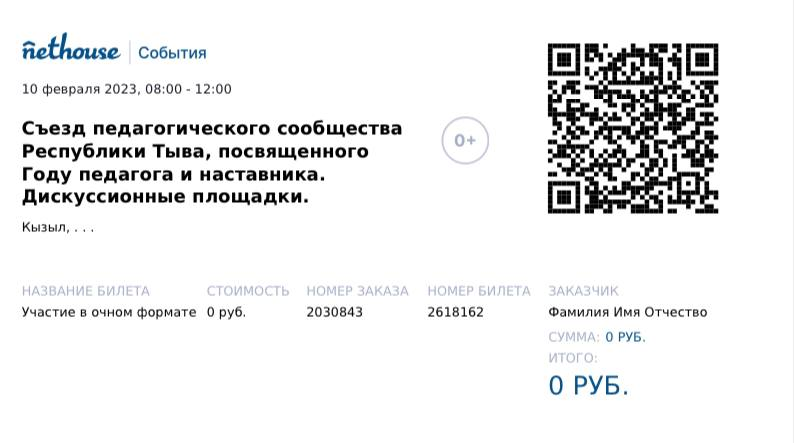 nethouse События
10 февраля 2023, 08:00 - 12:00
Съезд педагогического сообщества
Республики Тыва, посвященного
Году педагога и наставника.
Дискуссионные площадки.
0+
Кызыл, . . .
НАЗВАНИЕ БИЛЕТА СТОИМОСТЬ НОМЕР ЗАКАЗА НОМЕР БИЛЕТА ЗАКАЗЧИК
Участие в очном формате 0 руб. 2030843 2618162 Фамилия Имя Отчество
СУММА: 0 РУБ.
ИТОГО:
0 РУБ.